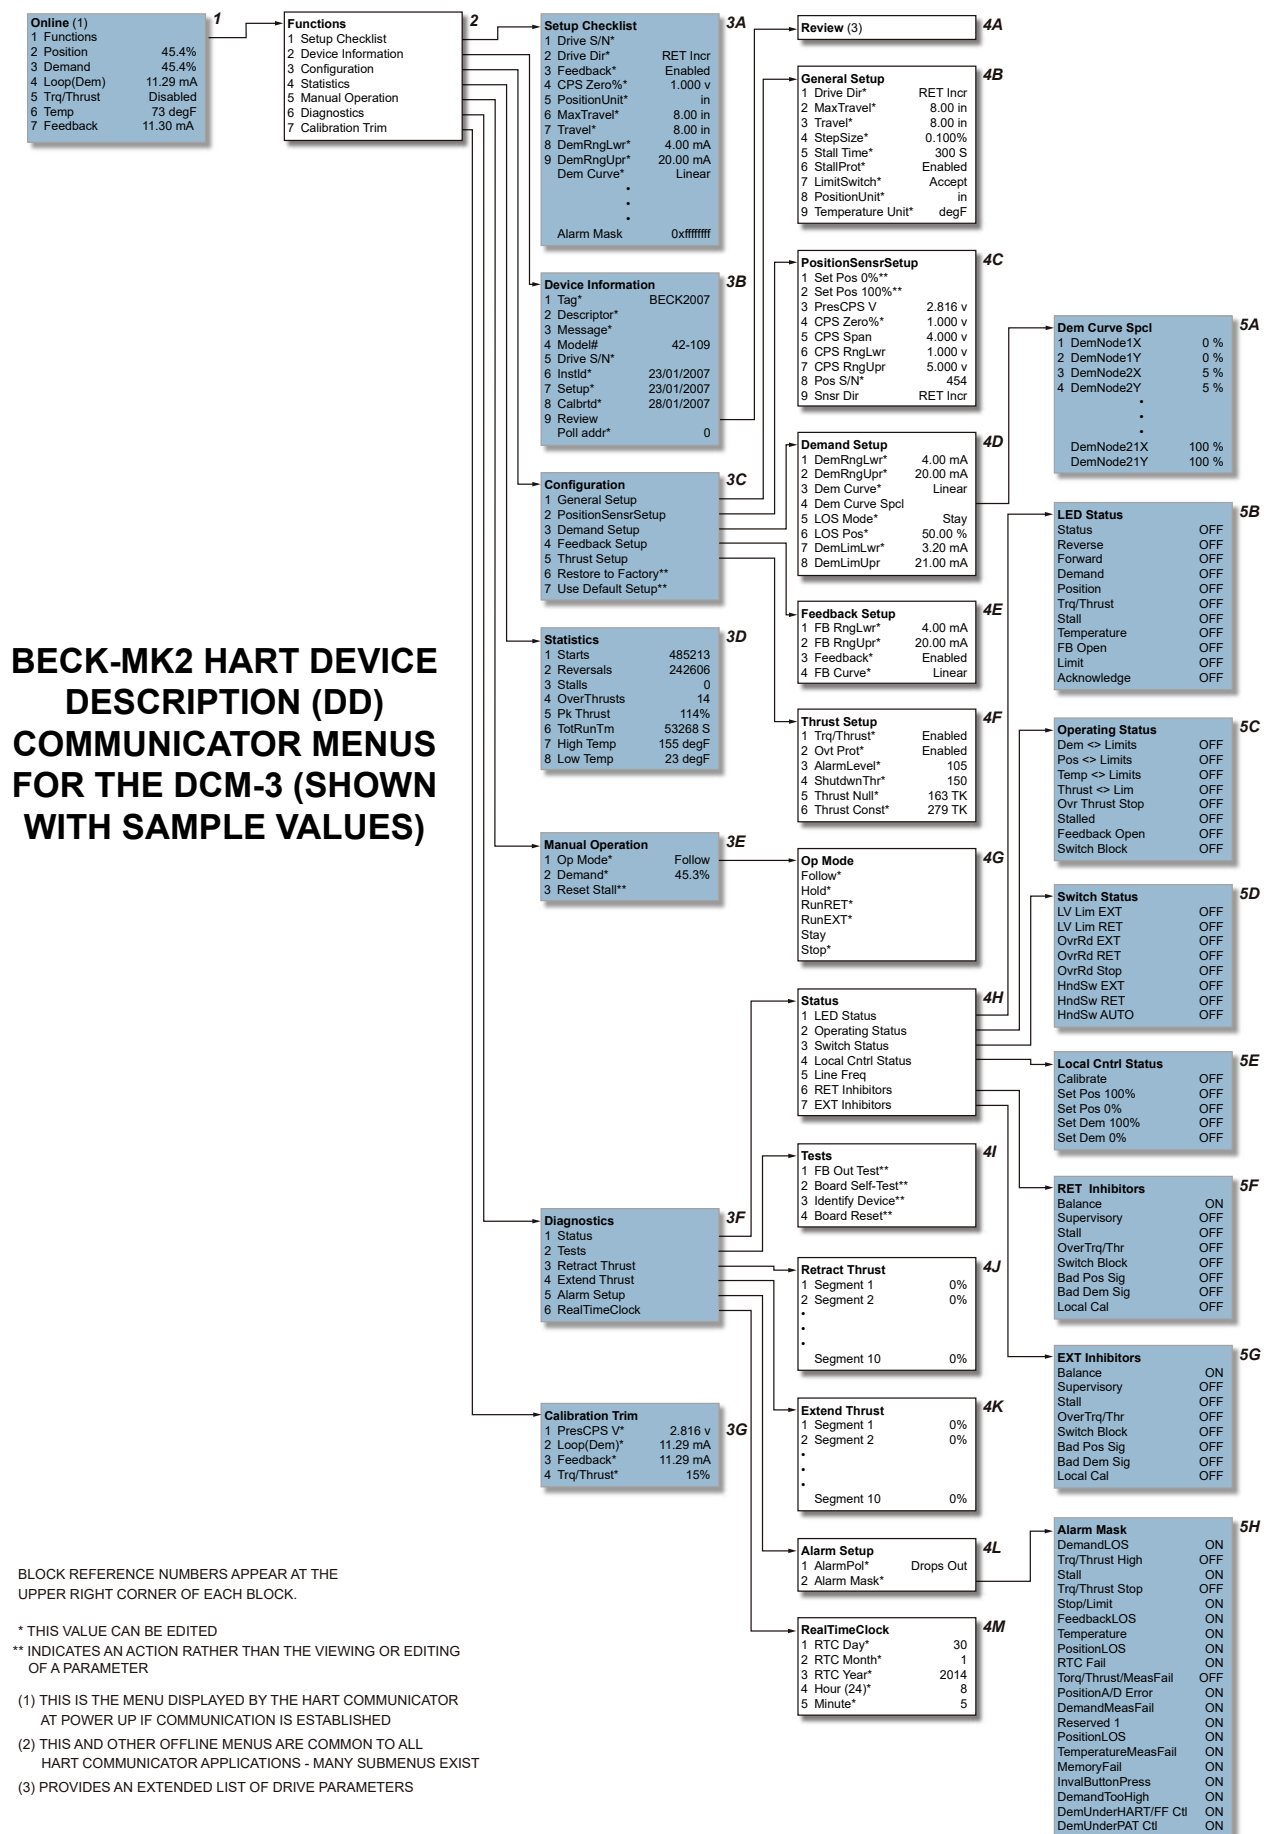 Online (1) 1
1 Functions
2 Position 45.4%
3 Demand 45.4%
4 Loop(Dem) 11.29 mA
5 Trq/Thrust Disabled
6 Temp 73 degF
7 Feedback 11.30 mA
Functions 2
1 Setup Checklist
2 Device Information
3 Configuration
4 Statistics
5 Manual Operation
6 Diagnostics
7 Calibration Trim
Setup Checklist 3A
1 Drive S/N*
2 Drive Dir* RET Incr
3 Feedback* Enabled
4 CPS Zero%* 1.000 v
5 PositionUnit* in
6 MaxTravel* 8.00 in
7 Travel* 8.00 in
8 DemRngLwr* 4.00 mA
9 DemRngUpr* 20.00 mA
Dem Curve* Linear
•
•
•
Alarm Mask 0xffffffff
Device Information 3B
1 Tag* BECK2007
2 Descriptor*
3 Message*
4 Model# 42-109
5 Drive S/N*
6 Instld* 23/01/2007
7 Setup* 23/01/2007
8 Calbrtd* 28/01/2007
9 Review
Poll addr* 0
Configuration 3C
1 General Setup
2 PositionSensrSetup
3 Demand Setup
4 Feedback Setup
5 Thrust Setup
6 Restore to Factory**
7 Use Default Setup**
Statistics 3D
1 Starts 485213
2 Reversals 242606
3 Stalls 0
4 OverThrusts 14
5 Pk Thrust 114%
6 TotRunTm 53268 S
7 High Temp 155 degF
8 Low Temp 23 degF
Manual Operation 3E
1 Op Mode* Follow
2 Demand* 45.3%
3 Reset Stall**
Diagnostics 3F
1 Status
2 Tests
3 Retract Thrust
4 Extend Thrust
5 Alarm Setup
6 RealTimeClock
Calibration Trim 3G
1 PresCPS V* 2.816 v
2 Loop(Dem)* 11.29 mA
3 Feedback* 11.29 mA
4 Trq/Thrust* 15%
Review (3) 4A
General Setup 4B
1 Drive Dir* RET Incr
2 MaxTravel* 8.00 in
3 Travel* 8.00 in
4 StepSize* 0.100%
5 Stall Time* 300 S
6 StallProt* Enabled
7 LimitSwitch* Accept
8 PositionUnit* in
9 Temperature Unit* degF
PositionSensrSetup 4C
1 Set Pos 0%**
2 Set Pos 100%**
3 PresCPS V 2.816 v
4 CPS Zero%* 1.000 v
5 CPS Span 4.000 v
6 CPS RngLwr 1.000 v
7 CPS RngUpr 5.000 v
8 Pos S/N* 454
9 Snsr Dir RET Incr
Demand Setup 4D
1 DemRngLwr* 4.00 mA
2 DemRngUpr* 20.00 mA
3 Dem Curve* Linear
4 Dem Curve Spcl
5 LOS Mode* Stay
6 LOS Pos* 50.00 %
7 DemLimLwr* 3.20 mA
8 DemLimUpr 21.00 mA
Feedback Setup 4E
1 FB RngLwr* 4.00 mA
2 FB RngUpr* 20.00 mA
3 Feedback* Enabled
4 FB Curve* Linear
Thrust Setup 4F
1 Trq/Thrust* Enabled
2 Ovt Prot* Enabled
3 AlarmLevel* 105
4 ShutdwnThr* 150
5 Thrust Null* 163 TK
6 Thrust Const* 279 TK
Op Mode 4G
Follow*
Hold*
RunRET*
RunEXT*
Stay
Stop*
Status 4H
1 LED Status
2 Operating Status
3 Switch Status
4 Local Cntrl Status
5 Line Freq
6 RET Inhibitors
7 EXT Inhibitors
Tests 4I
1 FB Out Test**
2 Board Self-Test**
3 Identify Device**
4 Board Reset**
Retract Thrust 4J
1 Segment 1 0%
2 Segment 2 0%
•
•
•
Segment 10 0%
Extend Thrust 4K
1 Segment 1 0%
2 Segment 2 0%
•
•
•
Segment 10 0%
Alarm Setup 4L
1 AlarmPol* Drops Out
2 Alarm Mask*
RealTimeClock 4M
1 RTC Day* 30
2 RTC Month* 1
3 RTC Year* 2014
4 Hour (24)* 8
5 Minute* 5
Dem Curve Spcl 5A
1 DemNode1X 0 %
2 DemNode1Y 0 %
3 DemNode2X 5 %
4 DemNode2Y 5 %
•
•
•
DemNode21X 100 %
DemNode21Y 100 %
LED Status 5B
Status OFF
Reverse OFF
Forward OFF
Demand OFF
Position OFF
Trq/Thrust OFF
Stall OFF
Temperature OFF
FB Open OFF
Limit OFF
Acknowledge OFF
Operating Status 5C
Dem <> Limits OFF
Pos <> Limits OFF
Temp <> Limits OFF
Thrust <> Lim OFF
Ovr Thrust Stop OFF
Stalled OFF
Feedback Open OFF
Switch Block OFF
Switch Status 5D
LV Lim EXT OFF
LV Lim RET OFF
OvrRd EXT OFF
OvrRd RET OFF
OvrRd Stop OFF
HndSw EXT OFF
HndSw RET OFF
HndSw AUTO OFF
Local Cntrl Status 5E
Calibrate OFF
Set Pos 100% OFF
Set Pos 0% OFF
Set Dem 100% OFF
Set Dem 0% OFF
RET Inhibitors 5F
Balance ON
Supervisory OFF
Stall OFF
OverTrq/Thr OFF
Switch Block OFF
Bad Pos Sig OFF
Bad Dem Sig OFF
Local Cal OFF
EXT Inhibitors 5G
Balance ON
Supervisory OFF
Stall OFF
OverTrq/Thr OFF
Switch Block OFF
Bad Pos Sig OFF
Bad Dem Sig OFF
Local Cal OFF
Alarm Mask 5H
DemandLOS ON
Trq/Thrust High OFF
Stall ON
Trq/Thrust Stop OFF
Stop/Limit ON
FeedbackLOS ON
Temperature ON
PositionLOS ON
RTC Fail ON
Torq/Thrust/MeasFail OFF
PositionA/D Error ON
DemandMeasFail ON
Reserved 1 ON
PositionLOS ON
TemperatureMeasFail ON
MemoryFail ON
InvalButtonPress ON
DemandTooHigh ON
DemUnderHART/FF Ctl ON
DemUnderPAT Ctl ON
BECK-MK2 HART DEVICE
DESCRIPTION (DD)
COMMUNICATOR MENUS
FOR THE DCM-3 (SHOWN
WITH SAMPLE VALUES)
BLOCK REFERENCE NUMBERS APPEAR AT THE
UPPER RIGHT CORNER OF EACH BLOCK.
* THIS VALUE CAN BE EDITED
** INDICATES AN ACTION RATHER THAN THE VIEWING OR EDITING
OF A PARAMETER
(1) THIS IS THE MENU DISPLAYED BY THE HART COMMUNICATOR
AT POWER UP IF COMMUNICATION IS ESTABLISHED
(2) THIS AND OTHER OFFLINE MENUS ARE COMMON TO ALL
HART COMMUNICATOR APPLICATIONS - MANY SUBMENUS EXIST
(3) PROVIDES AN EXTENDED LIST OF DRIVE PARAMETERS